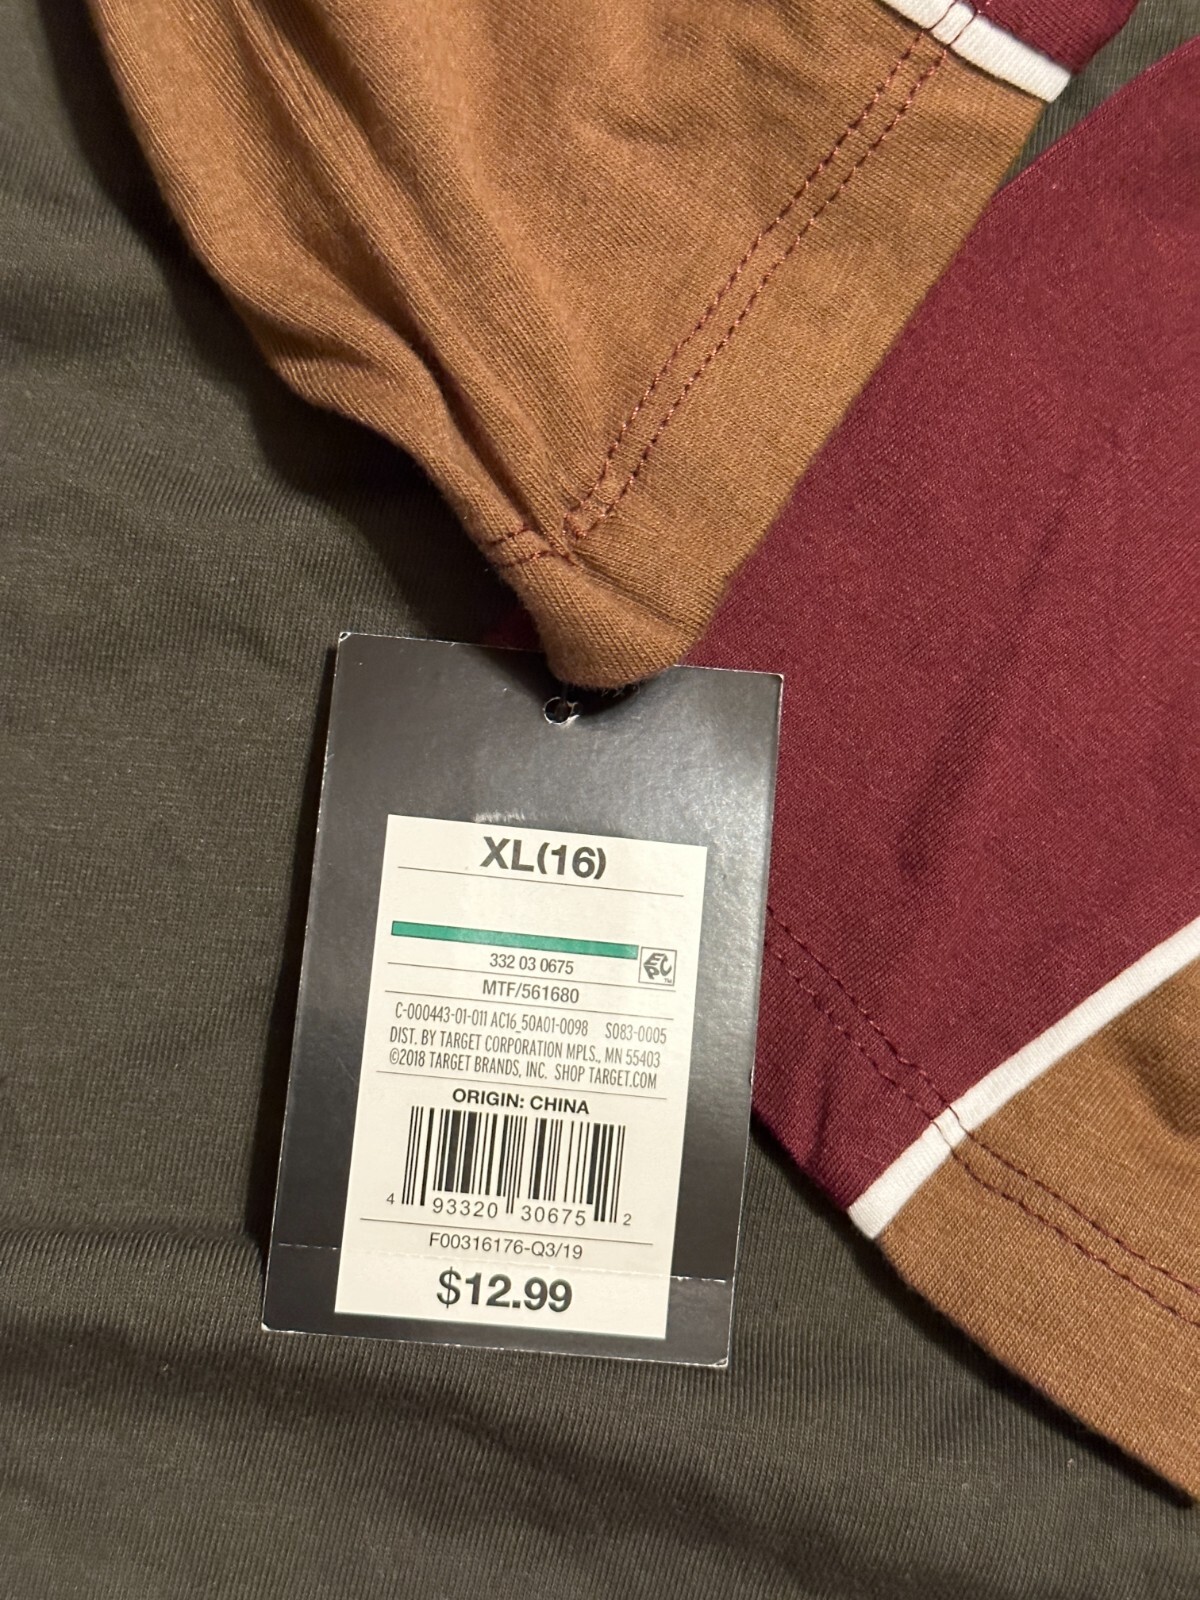 XL(16)
332 03 0675
EPC™
MTF/561680
C-000443-01-011 AC16_50A01-0098 S083-0005
DIST. BY TARGET CORPORATION MPLS., MN 55403
©2018 TARGET BRANDS, INC. SHOP TARGET.COM
ORIGIN: CHINA
4 93320 30675 2
F00316176-Q3/19
$12.99